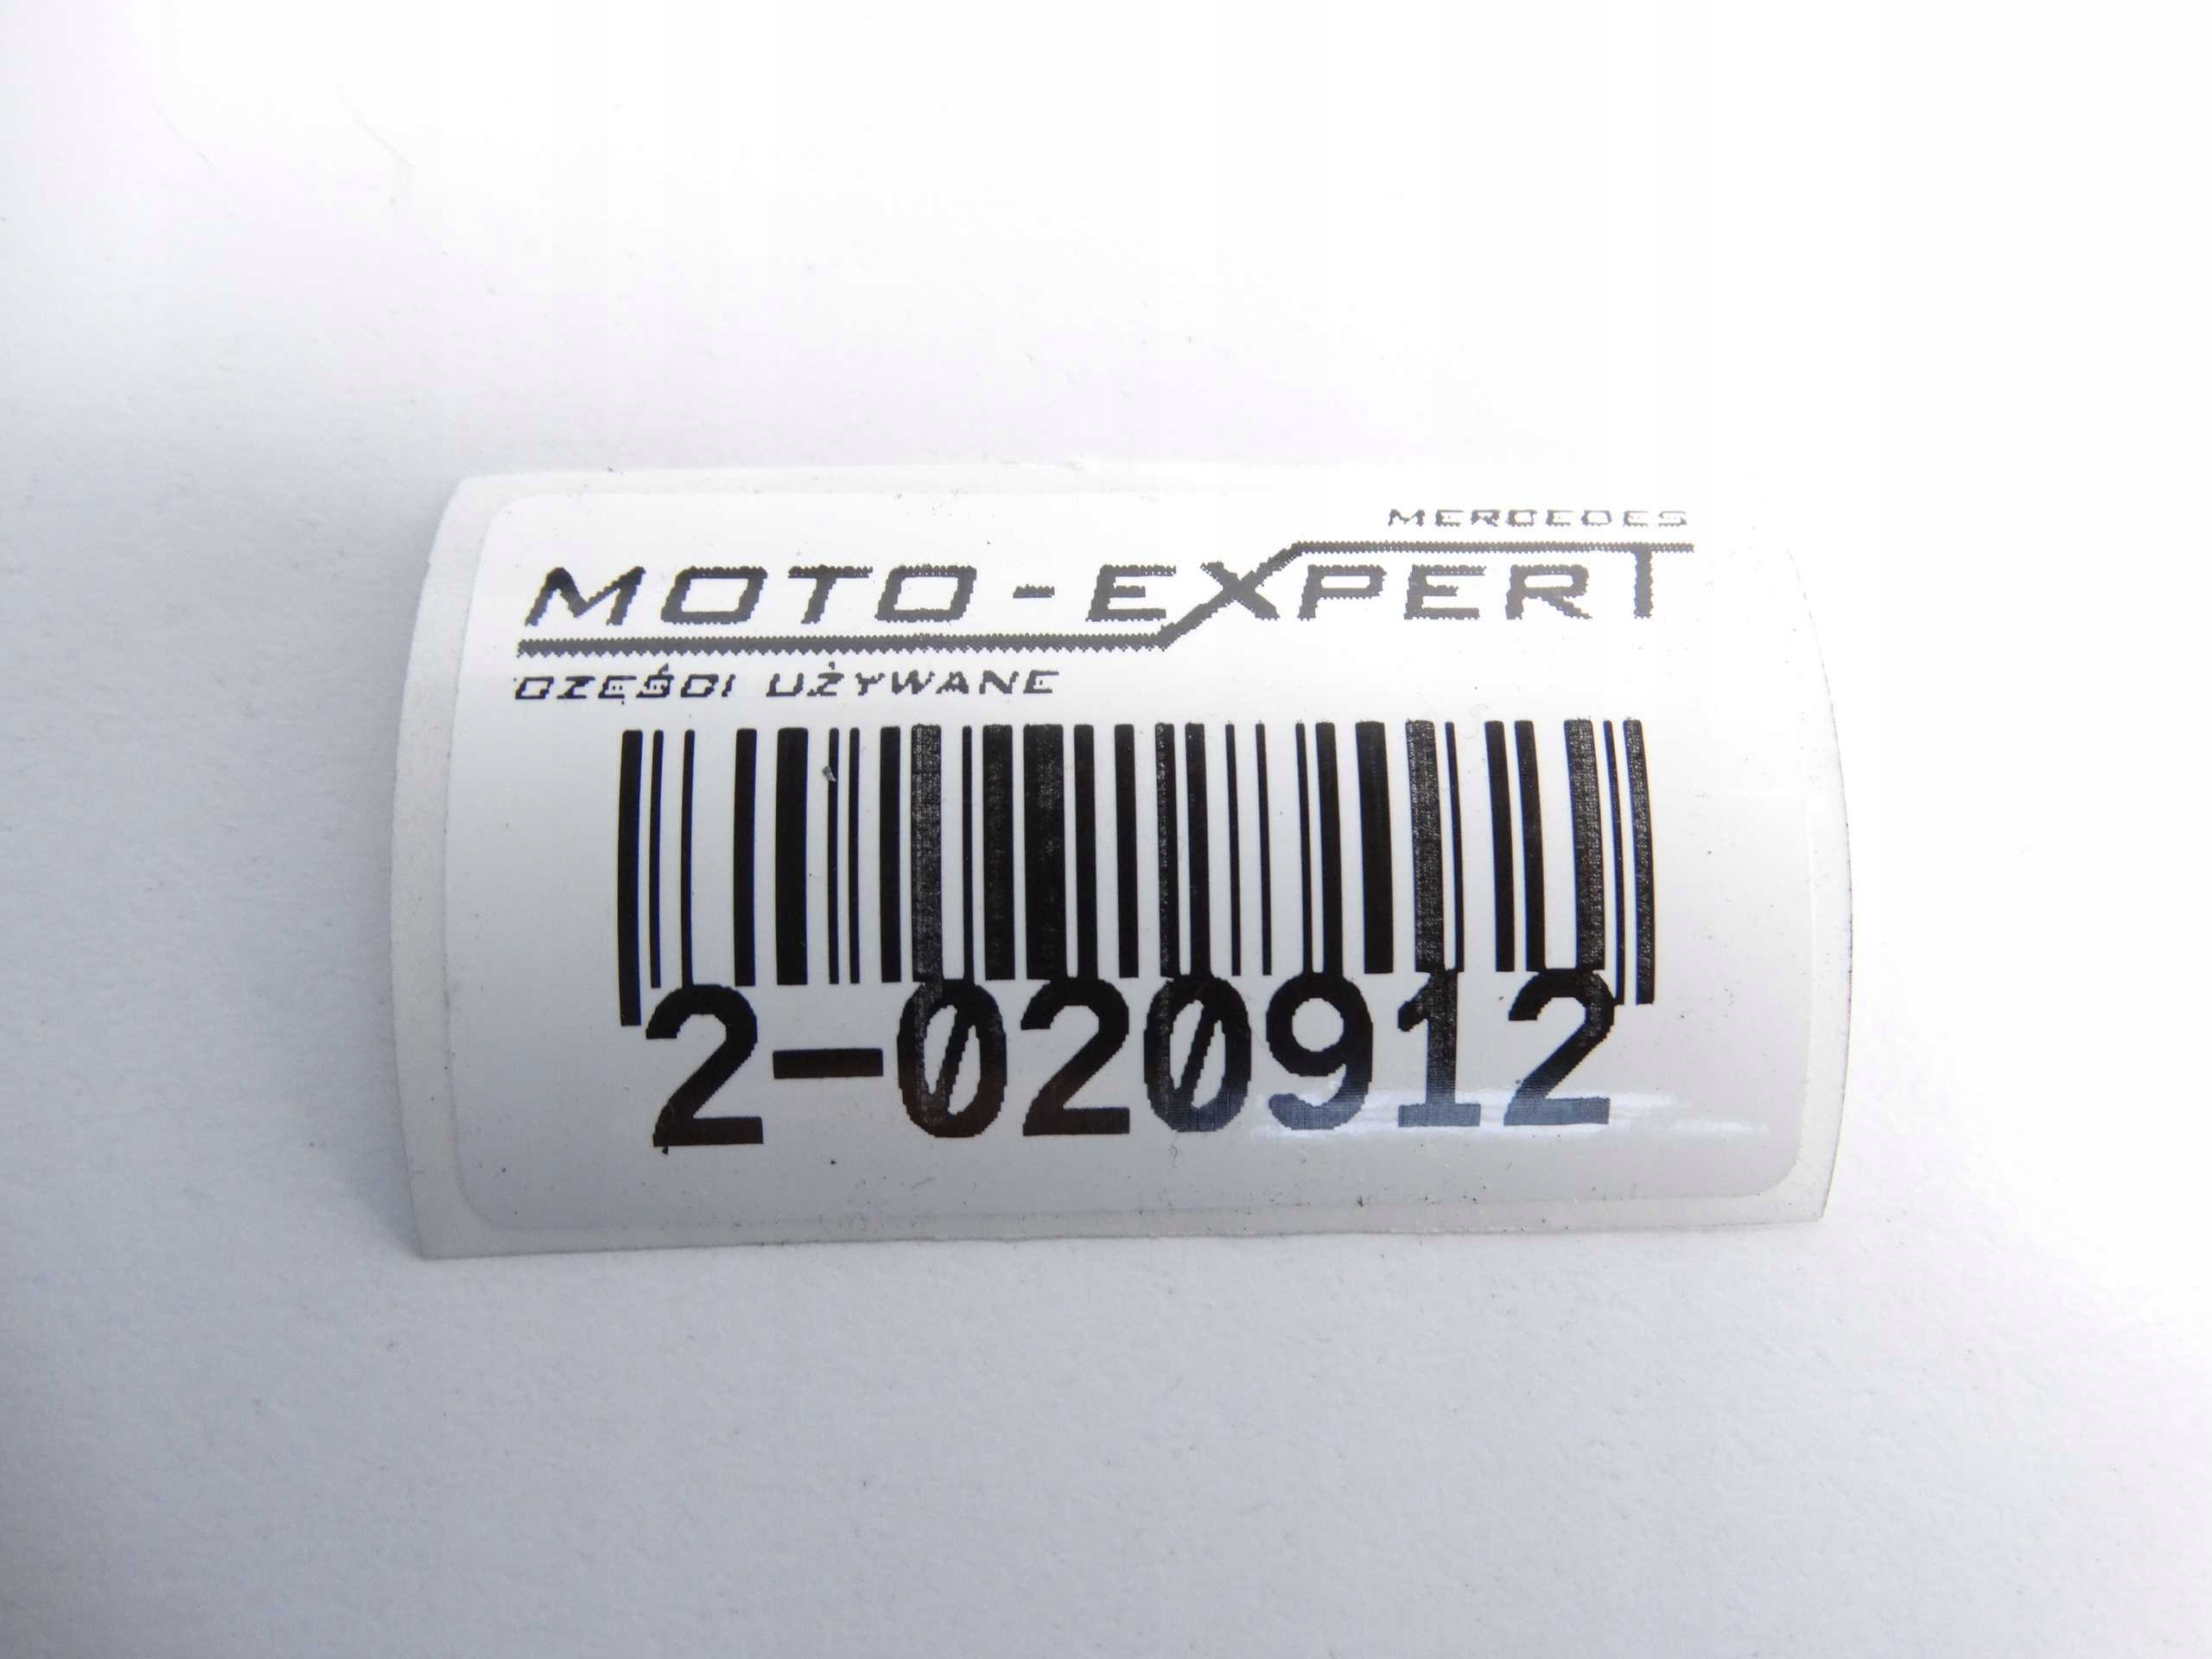 MERCEDES
MOTO-EXPERT
CZĘŚCI UŻYWANE
2-020912